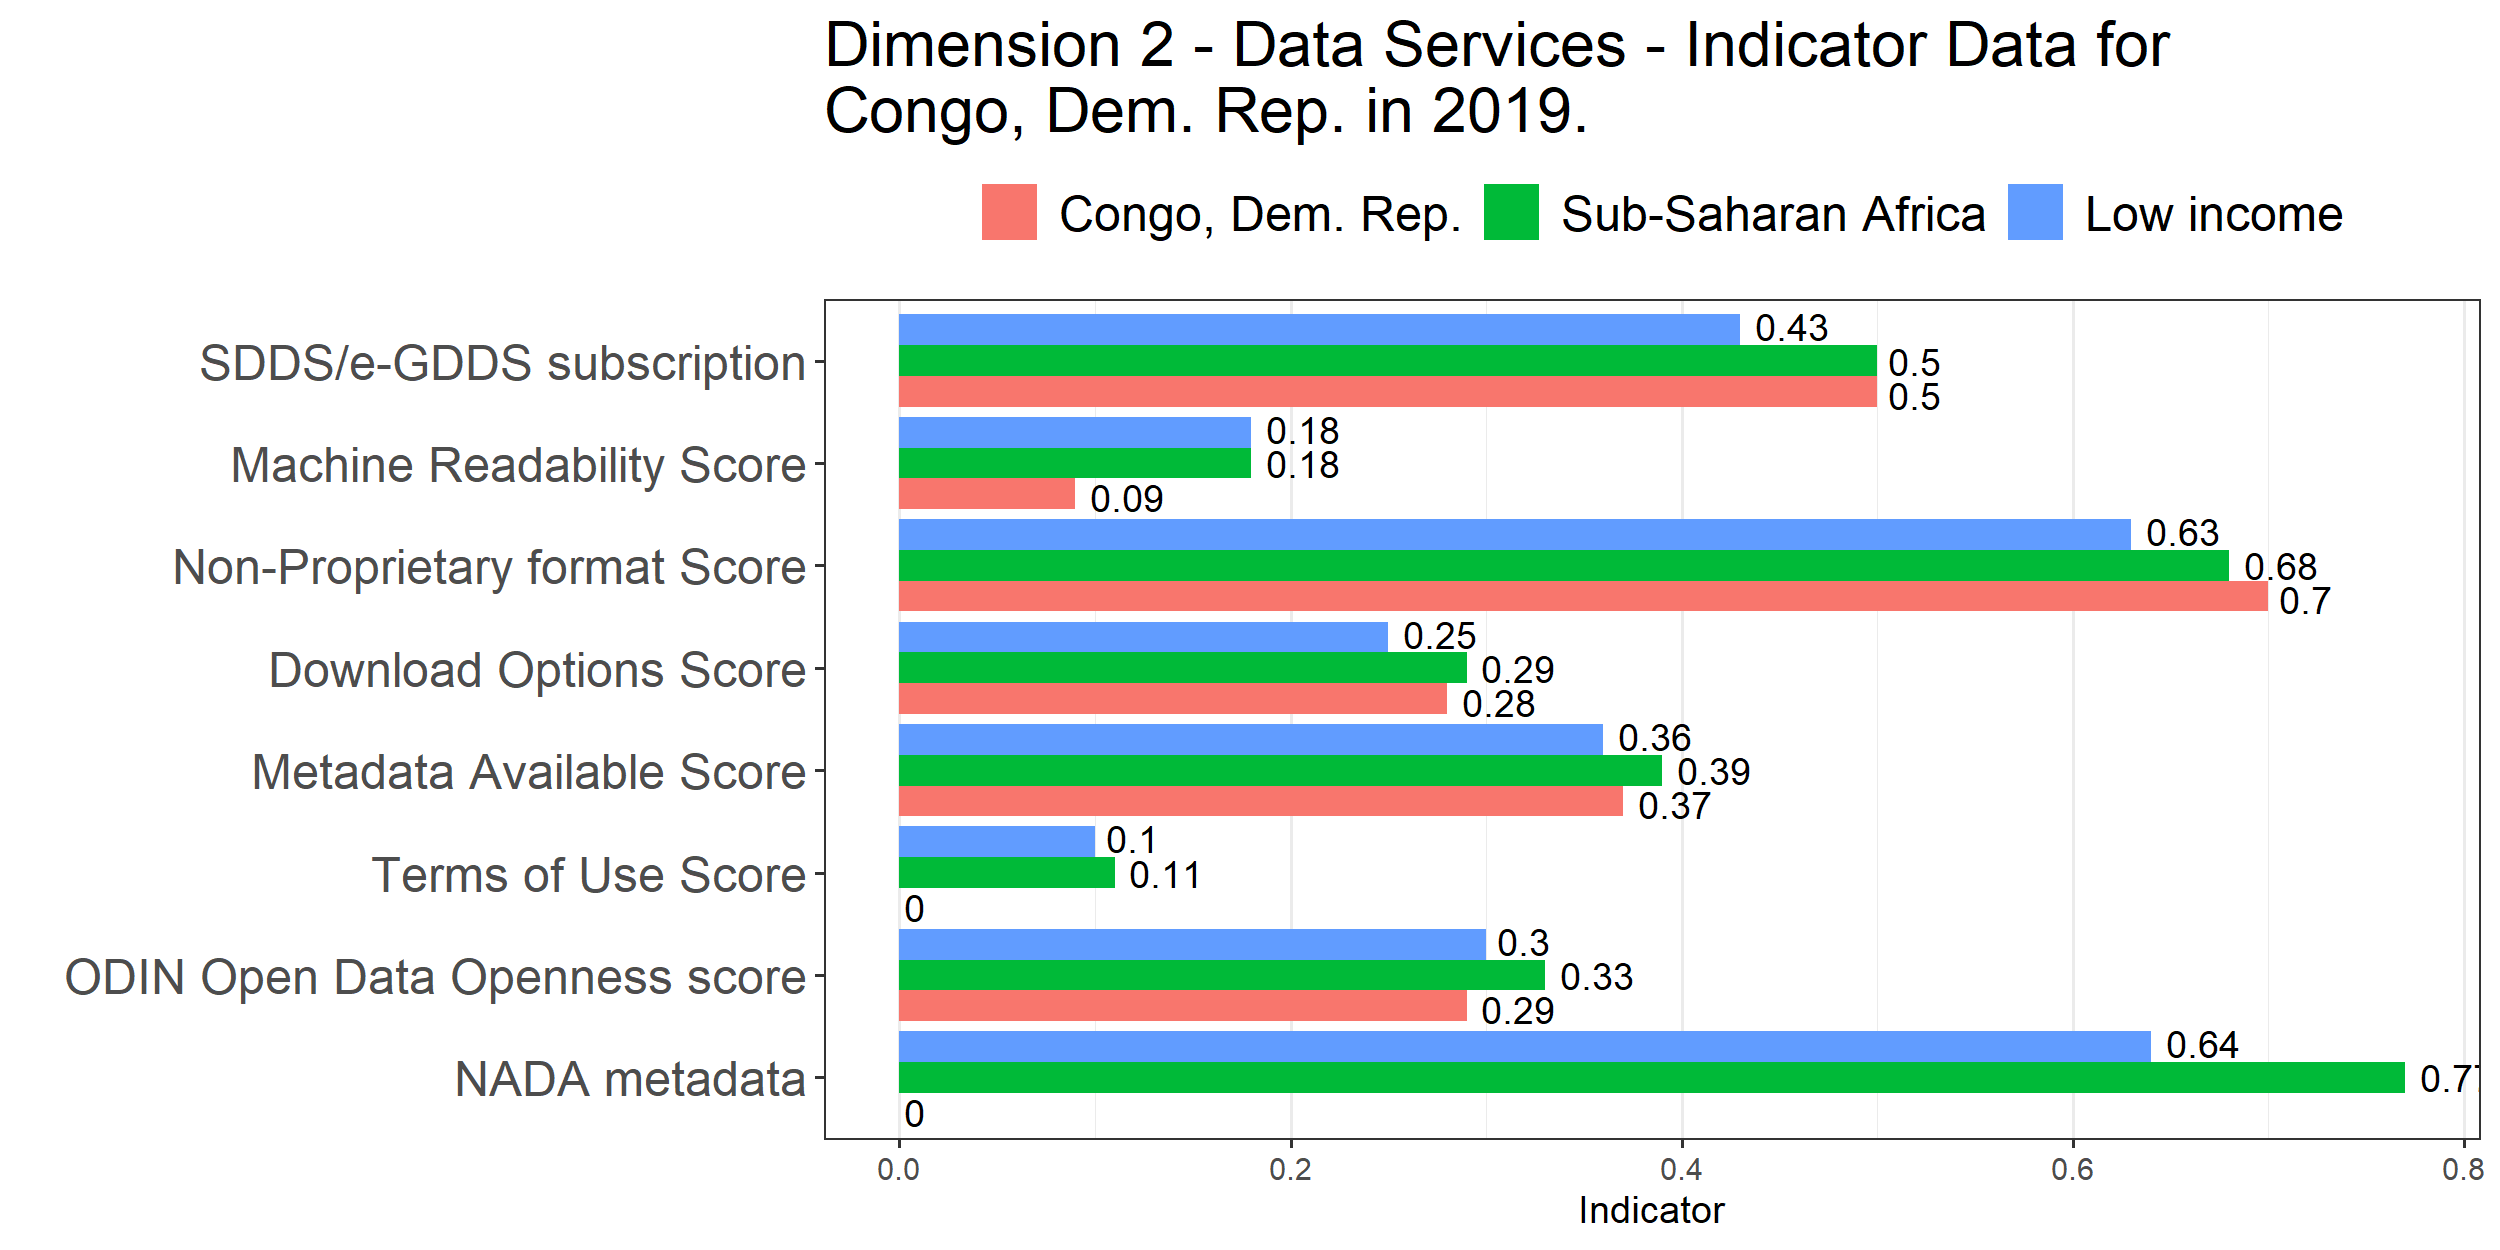 Dimension 2 - Data Services - Indicator Data for
Congo, Dem. Rep. in 2019.
Congo, Dem. Rep. Sub-Saharan Africa Low income
SDDS/e-GDDS subscription
0.43
0.5
0.5
Machine Readability Score
0.18
0.18
0.09
Non-Proprietary format Score
0.63
0.68
0.7
Download Options Score
0.25
0.29
0.28
Metadata Available Score
0.36
0.39
0.37
Terms of Use Score
0.1
0.11
0
ODIN Open Data Openness score
0.3
0.33
0.29
NADA metadata
0.64
0.77
0
0.0 0.2 0.4 0.6 0.8
Indicator